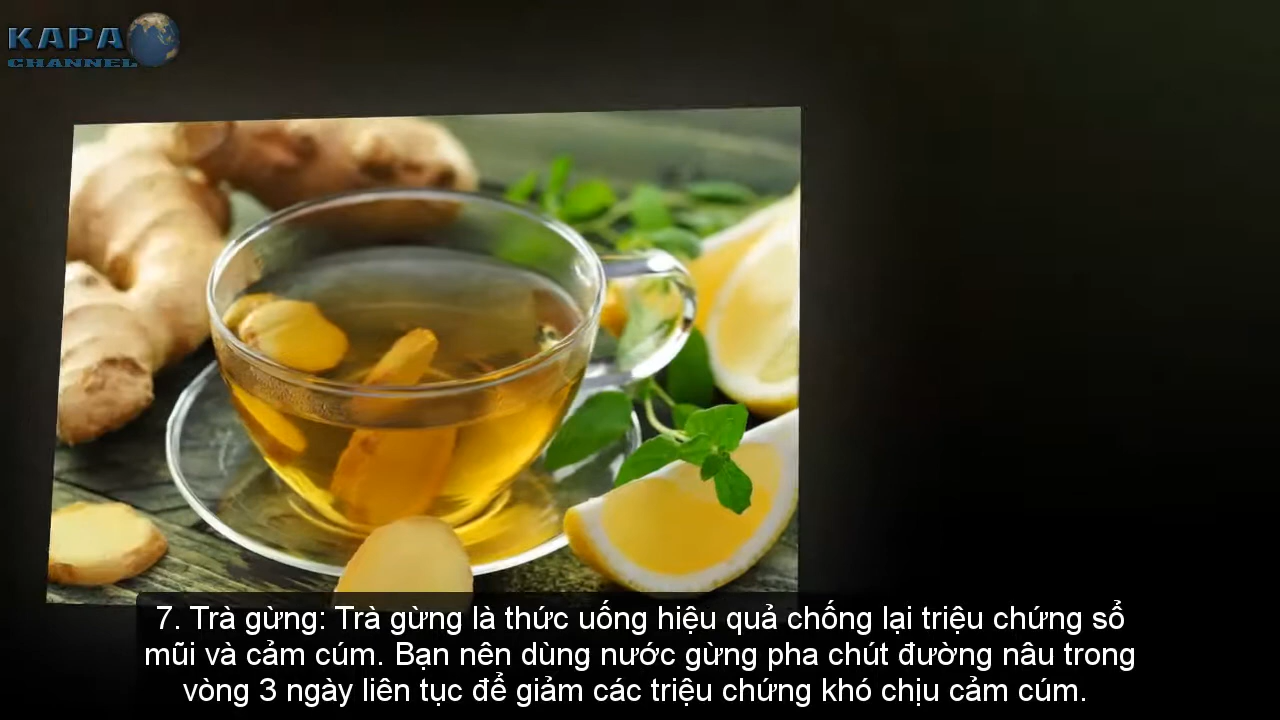 KAPA
CHANNEL
7. Trà gừng: Trà gừng là thức uống hiệu quả chống lại triệu chứng sổ
mũi và cảm cúm. Bạn nên dùng nước gừng pha chút đường nâu trong
vòng 3 ngày liên tục để giảm các triệu chứng khó chịu cảm cúm.